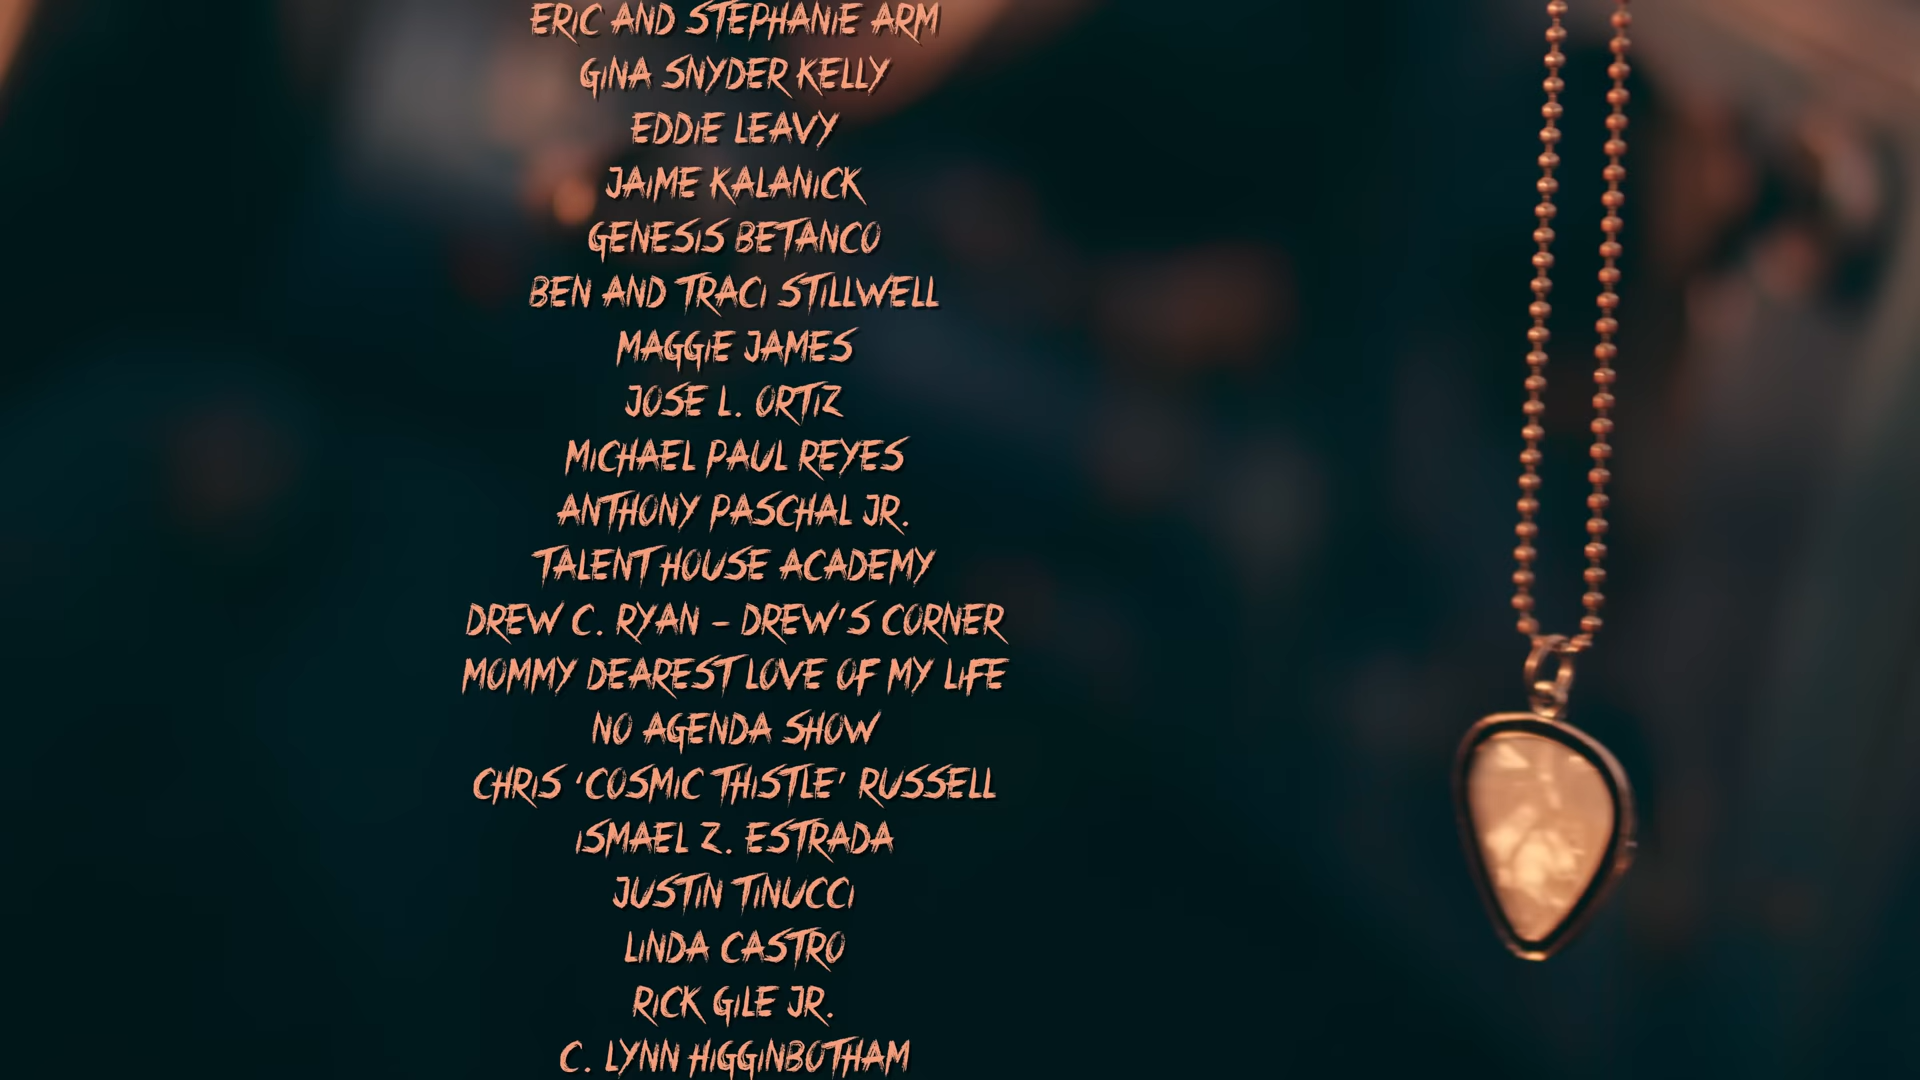 ERIC AND STEPHANIE ARM
GINA SNYDER KELLY
EDDIE LEAVY
JAIME KALANICK
GENESIS BETANCO
BEN AND TRACI STILLWELL
MAGGIE JAMES
JOSE L. ORTIZ
MICHAEL PAUL REYES
ANTHONY PASCHAL JR.
TALENT HOUSE ACADEMY
DREW C. RYAN - DREW'S CORNER
MOMMY DEAREST LOVE OF MY LIFE
NO AGENDA SHOW
CHRIS 'COSMIC THISTLE' RUSSELL
ISMAEL Z. ESTRADA
JUSTIN TINUCCI
LINDA CASTRO
RICK GILE JR.
C. LYNN HIGGINBOTHAM